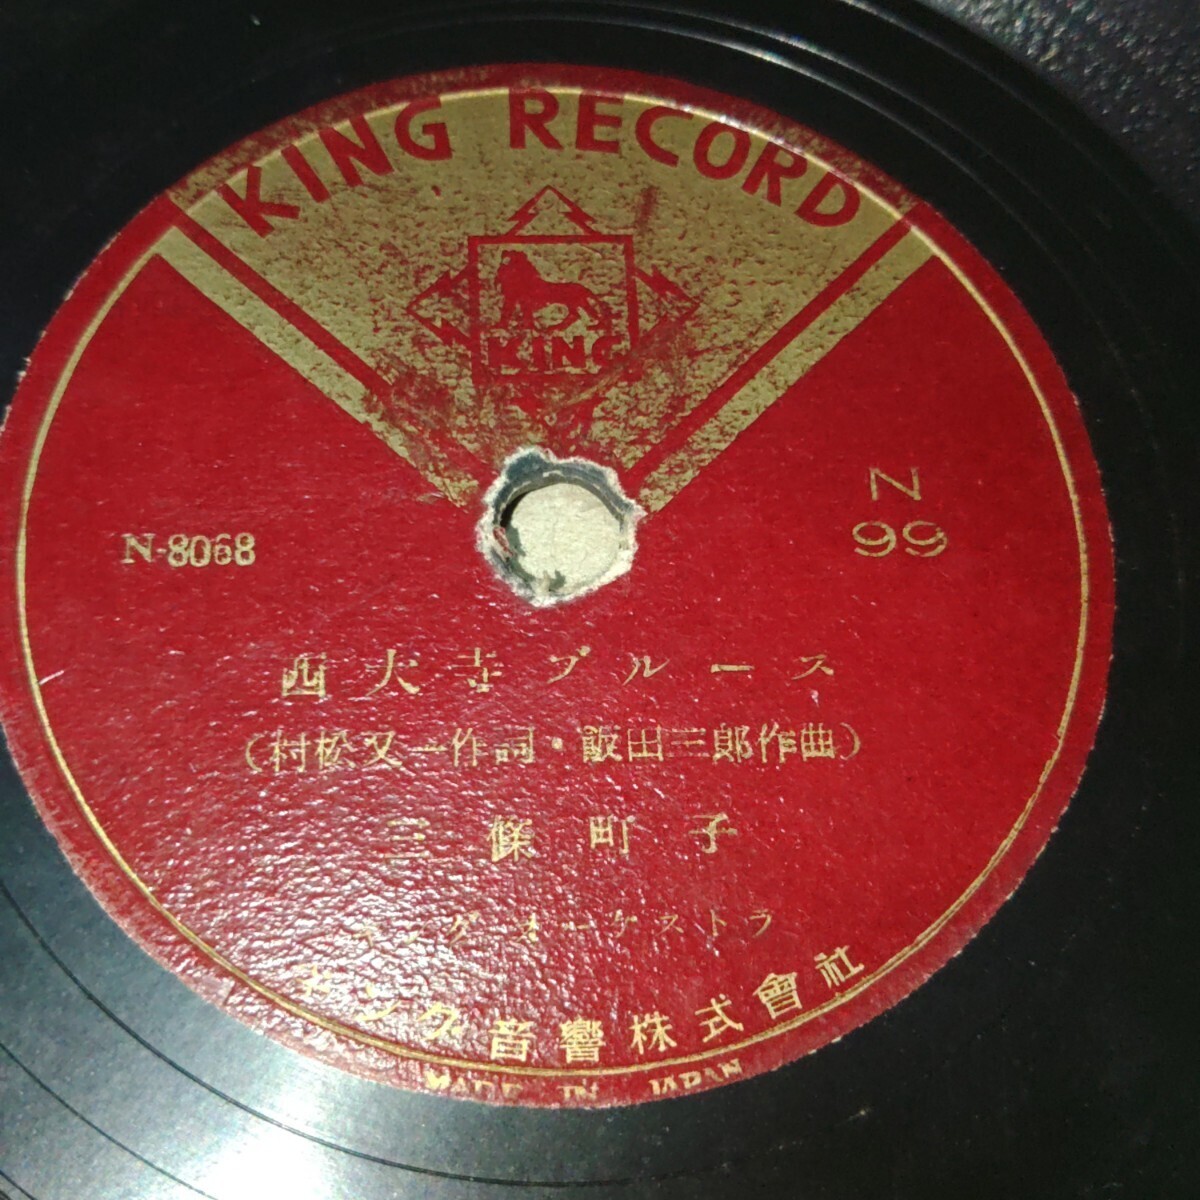 KING RECORD
KING
N-8068
N
99
西大寺ブルース
(村松又一作詞・飯田三郎作曲)
三條町子
キングオーケストラ
キング音響株式會社
MADE IN JAPAN